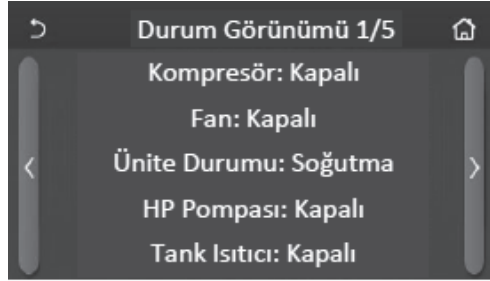 Durum Görünümü 1/5
Kompresör: Kapalı
Fan: Kapalı
Ünite Durumu: Soğutma
HP Pompası: Kapalı
Tank Isıtıcı: Kapalı